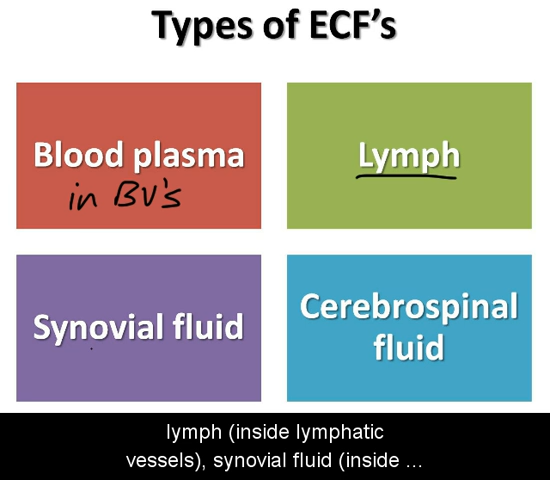 Types of ECF's
Blood plasma
in BV's
Lymph
Synovial fluid
Cerebrospinal
fluid
lymph (inside lymphatic
vessels), synovial fluid (inside ...